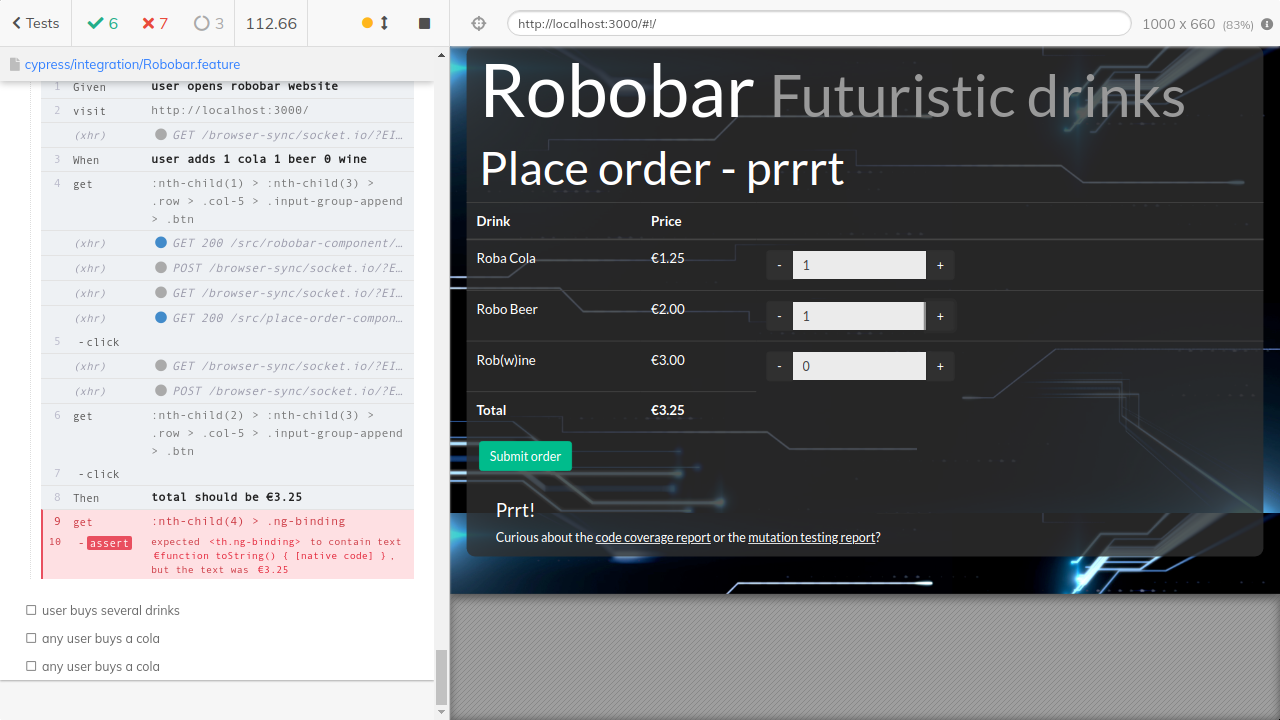 Tests 6 7 3 112.66
http://localhost:3000/#!/ 1000 x 660 (83%)
cypress/integration/Robobar.feature
1 Given user opens robobar website
2 visit http://localhost:3000/
(xhr) GET /browser-sync/socket.io/?EI…
3 When user adds 1 cola 1 beer 0 wine
4 get :nth-child(1) > :nth-child(3) >
.row > .col-5 > .input-group-append
> .btn
(xhr) GET 200 /src/robobar-component/…
(xhr) POST /browser-sync/socket.io/?E…
(xhr) GET /browser-sync/socket.io/?EI…
(xhr) GET 200 /src/place-order-compon…
5 -click
(xhr) GET /browser-sync/socket.io/?EI…
(xhr) POST /browser-sync/socket.io/?E…
6 get :nth-child(2) > :nth-child(3) >
.row > .col-5 > .input-group-append
> .btn
7 -click
8 Then total should be €3.25
9 get :nth-child(4) > .ng-binding
10 -assert expected <th.ng-binding> to contain text
€function toString() { [native code] },
but the text was €3.25
user buys several drinks
any user buys a cola
any user buys a cola
Robobar Futuristic drinks
Place order - prrrt
Drink Price
Roba Cola €1.25 - 1 +
Robo Beer €2.00 - 1 +
Rob(w)ine €3.00 - 0 +
Total €3.25
Submit order
Prrt!
Curious about the code coverage report or the mutation testing report?